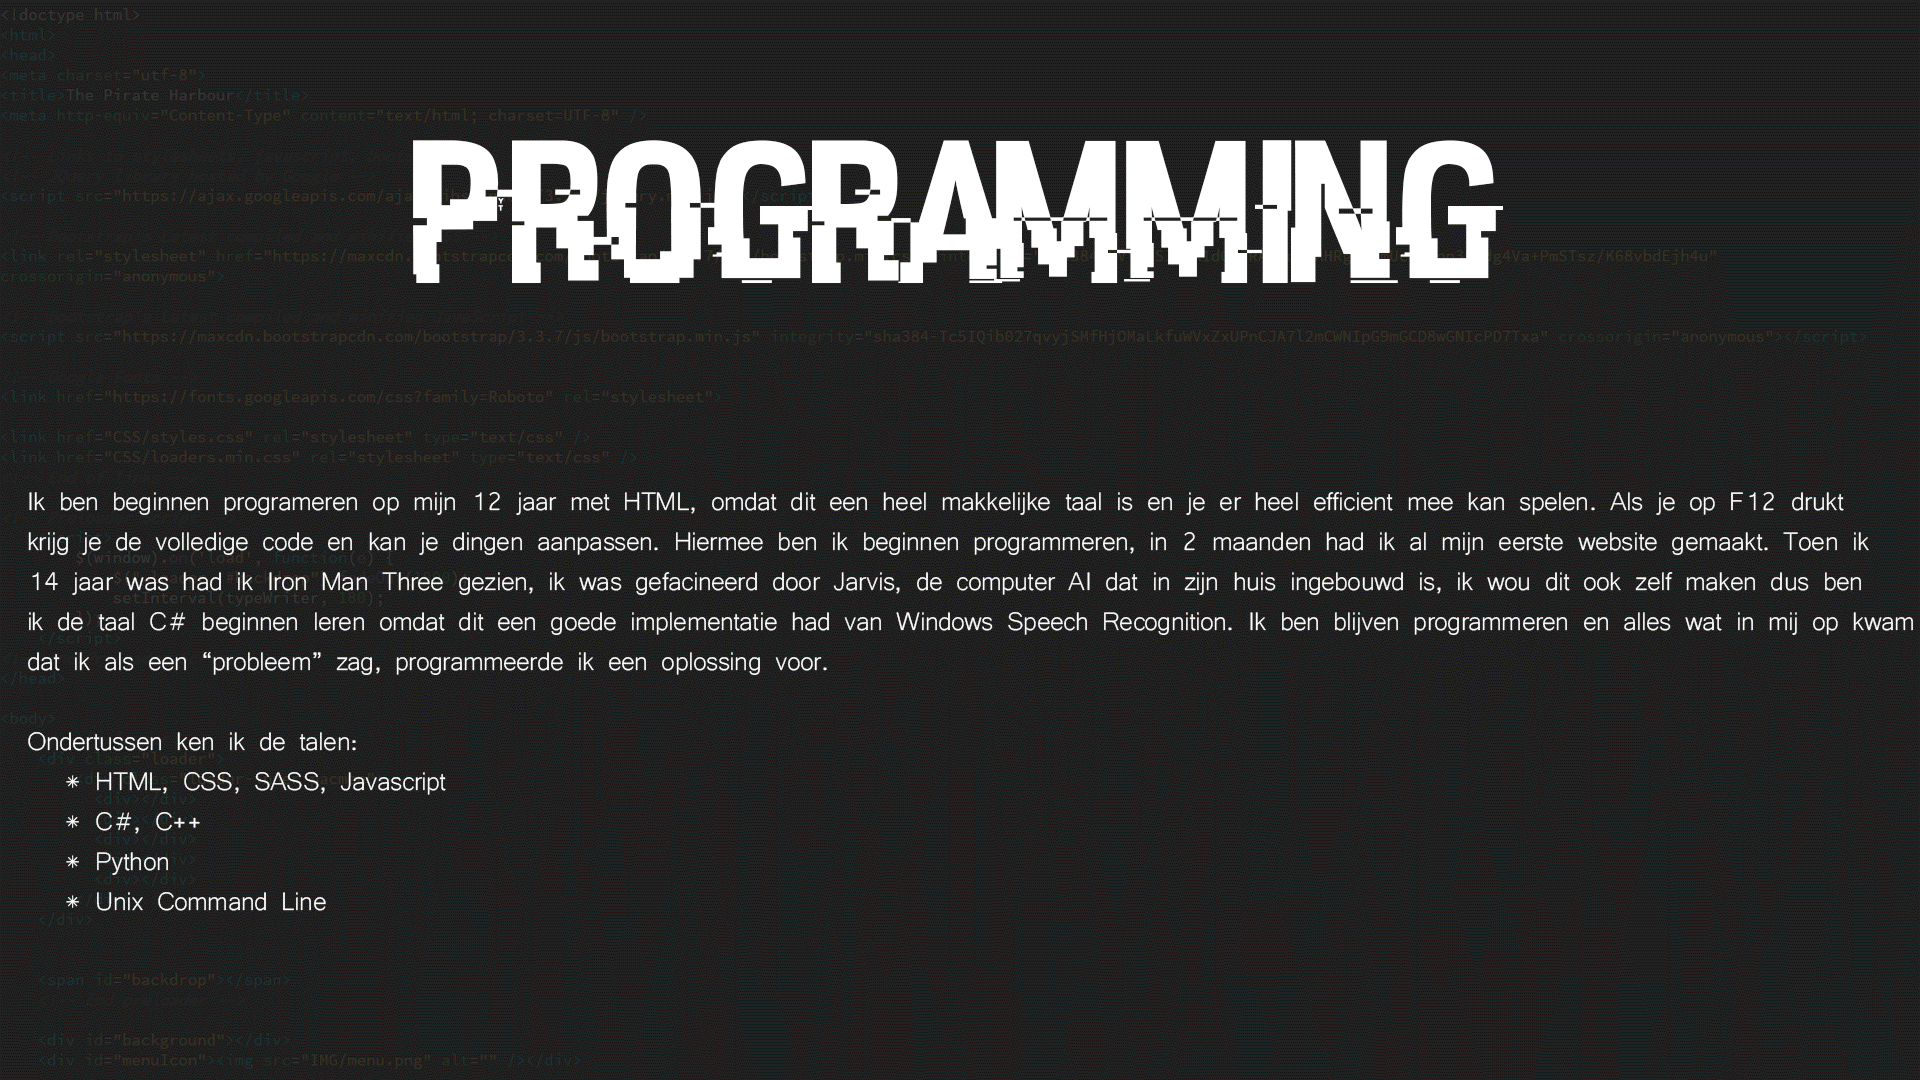 <!doctype html>
<html>
<head>
<meta charset="utf-8">
<title>The Pirate Harbour</title>
<meta http-equiv="Content-Type" content="text/html; charset=UTF-8" />
PROGRAMMING
<script src="https://ajax.googleapis.com/
<link rel="stylesheet" href="https://maxcdn.
crossorigin="anonymous">
<script src="https://maxcdn.bootstrapcdn.com/bootstrap/3.3.7/js/bootstrap.min.js" integrity="sha384-Tc5IQib027qvyjSMfHjOMaLkfuWVxZxUPnCJA7l2mCWNIpG9mGCD8wGNIcPD7Txa" crossorigin="anonymous"></script>
<link href="https://fonts.googleapis.com/css?family=Roboto" rel="stylesheet">
<link href="CSS/styles.css" rel="stylesheet" type="text/css" />
<link href="CSS/loaders.min.css" rel="stylesheet" type="text/css" />
Ik ben beginnen programeren op mijn 12 jaar met HTML, omdat dit een heel makkelijke taal is en je er heel efficient mee kan spelen. Als je op F12 drukt
krijg je de volledige code en kan je dingen aanpassen. Hiermee ben ik beginnen programmeren, in 2 maanden had ik al mijn eerste website gemaakt. Toen ik
14 jaar was had ik Iron Man Three gezien, ik was gefacineerd door Jarvis, de computer AI dat in zijn huis ingebouwd is, ik wou dit ook zelf maken dus ben
ik de taal C# beginnen leren omdat dit een goede implementatie had van Windows Speech Recognition. Ik ben blijven programmeren en alles wat in mij op kwam
dat ik als een “probleem” zag, programmeerde ik een oplossing voor.
</head>
<body>
Ondertussen ken ik de talen:
* HTML, CSS, SASS, Javascript
* C#, C++
* Python
* Unix Command Line
</div>
<span id="backdrop"></span>
<div id="background"></div>
<div id="menuIcon"><img src="IMG/menu.png" alt="" /></div>